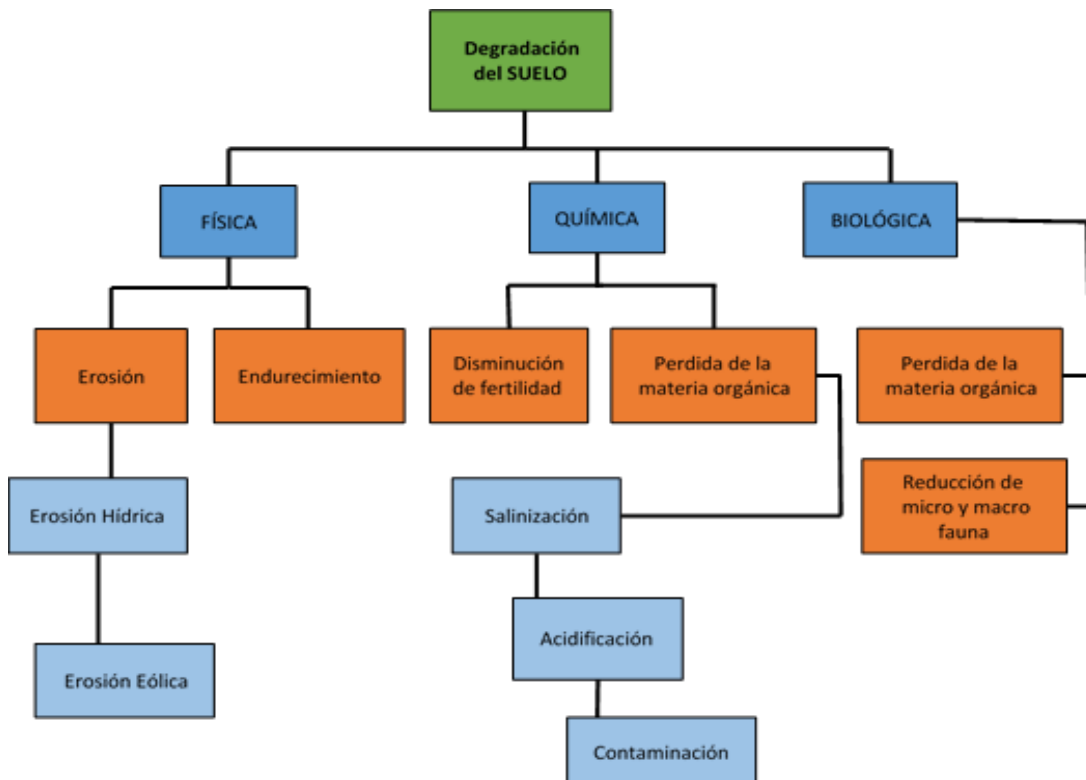 Degradación
del SUELO
FÍSICA
QUÍMICA
BIOLÓGICA
Erosión
Endurecimiento
Disminución
de fertilidad
Perdida de la
materia orgánica
Perdida de la
materia orgánica
Erosión Hídrica
Salinización
Reducción de
micro y macro
fauna
Acidificación
Erosión Eólica
Contaminación